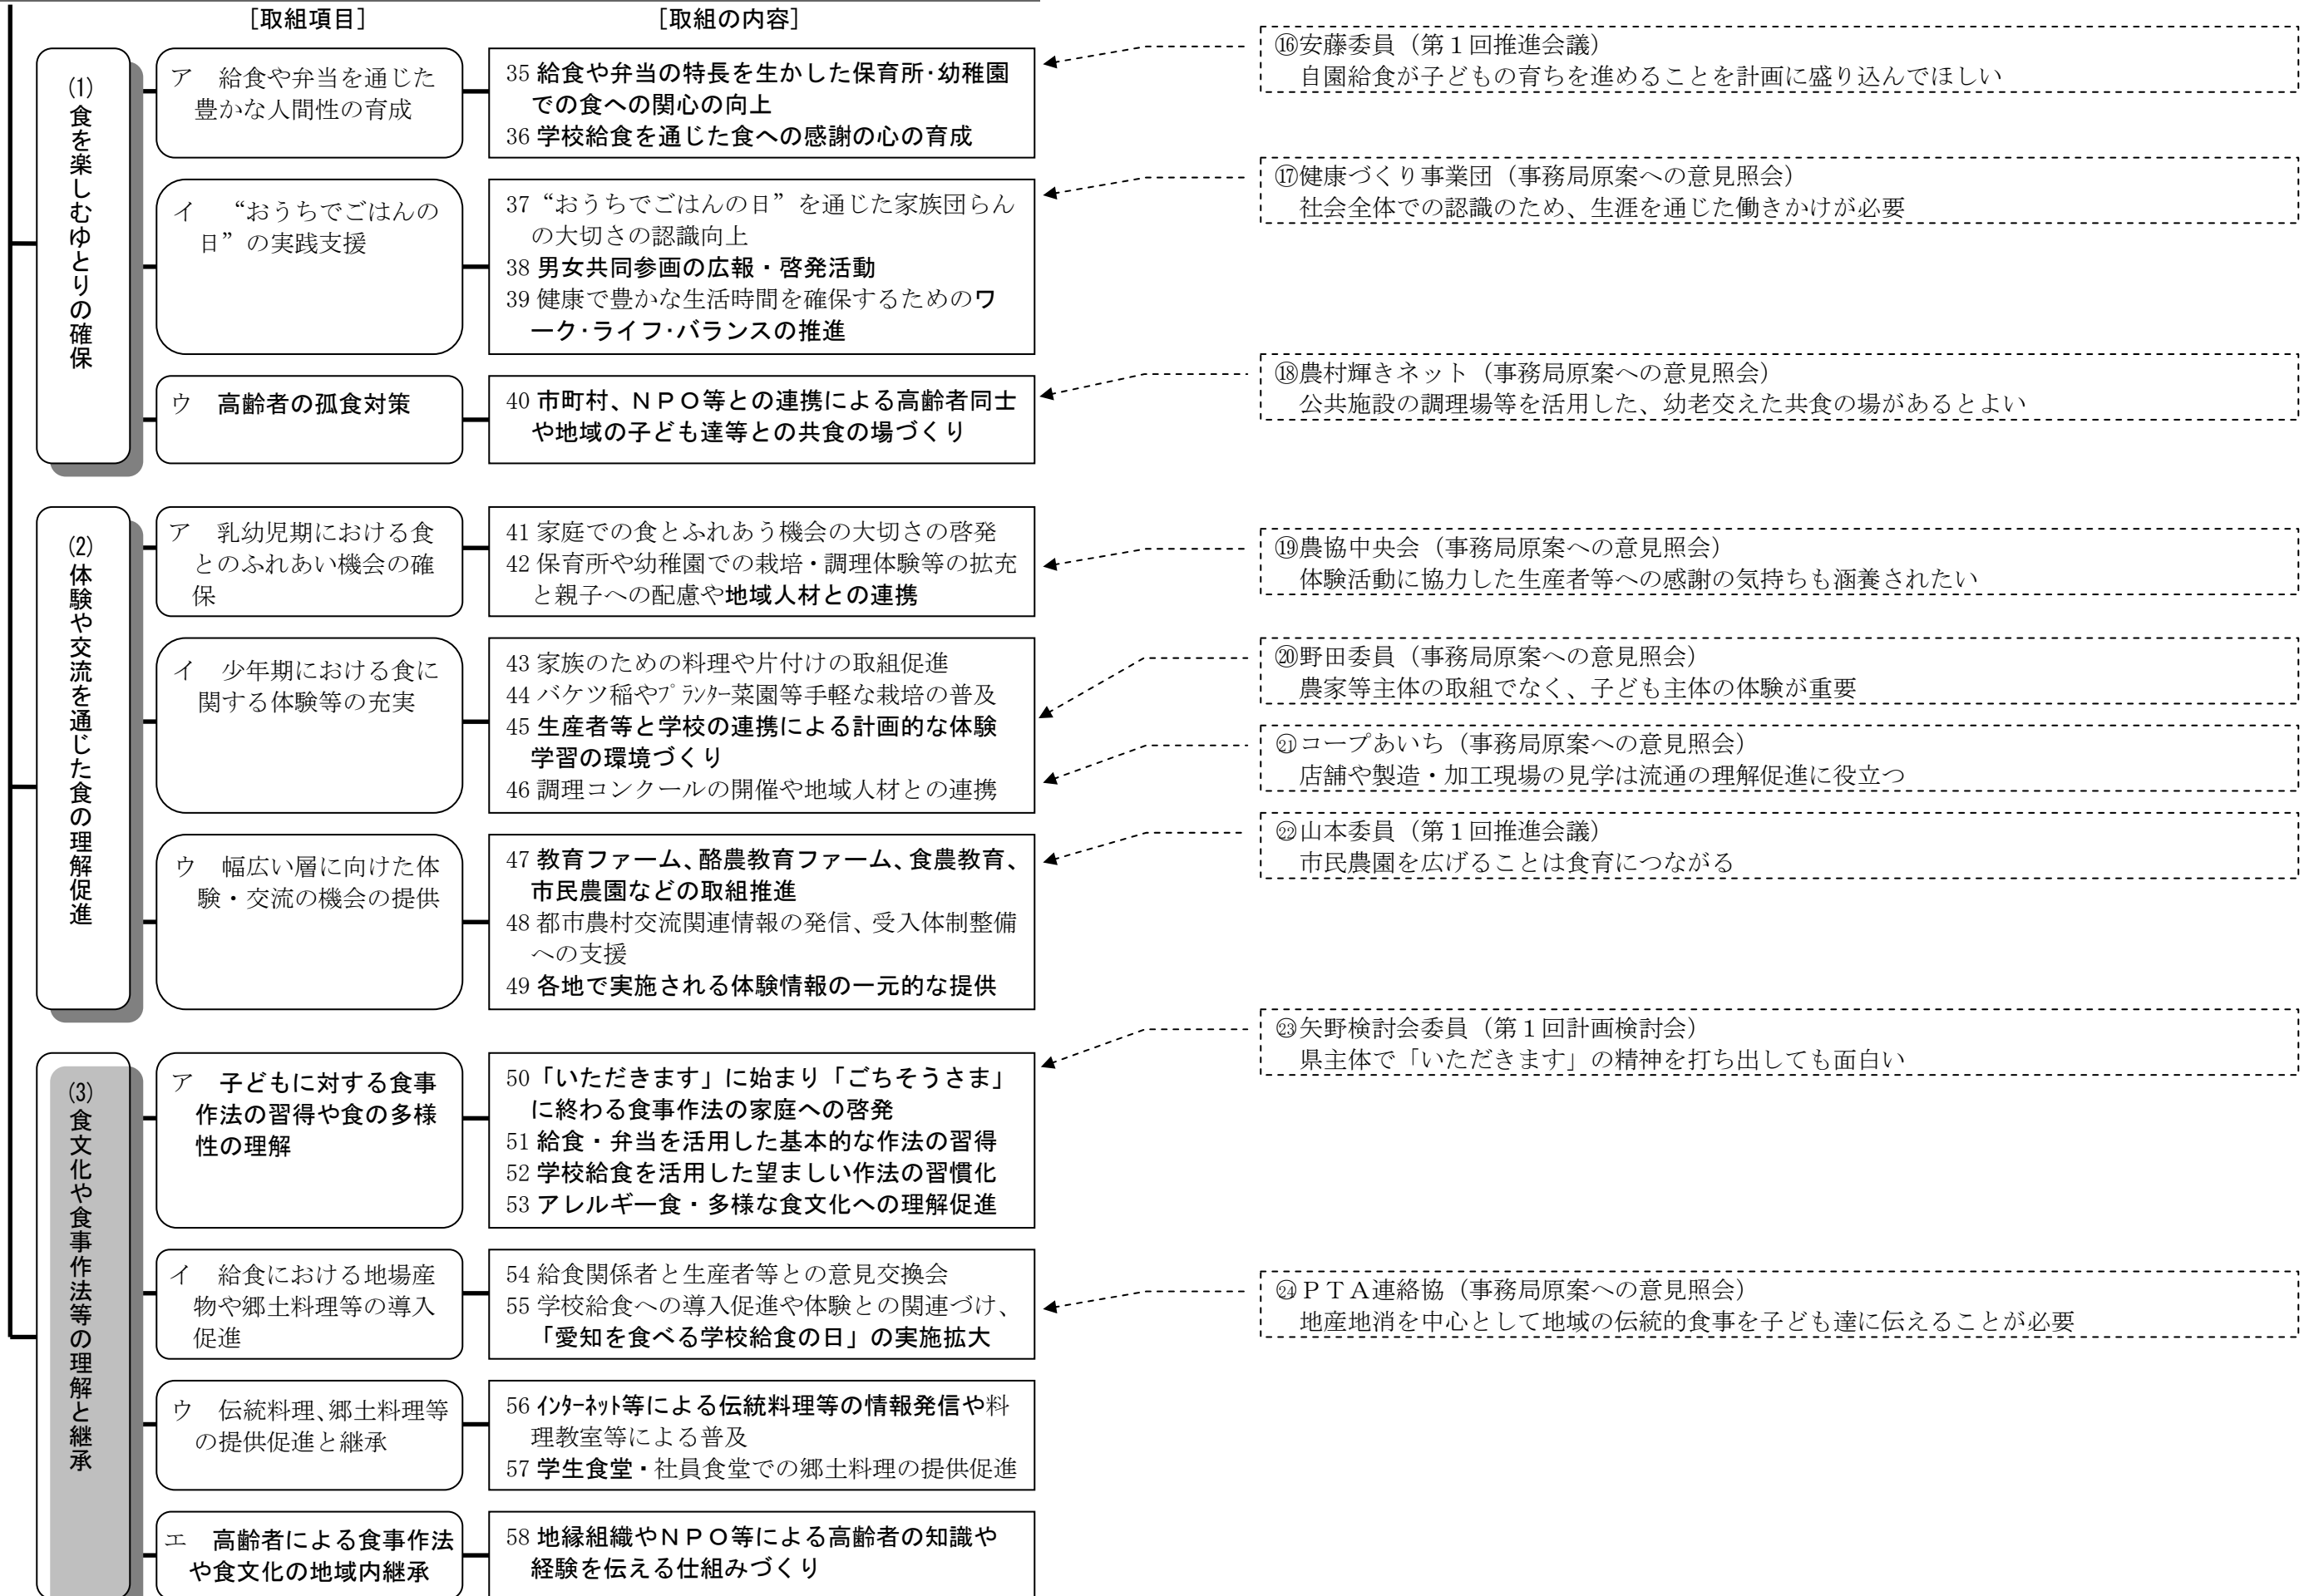 ［取組項目］
［取組の内容］
(1)食を楽しむゆとりの確保
ア　給食や弁当を通じた
豊かな人間性の育成
35 給食や弁当の特長を生かした保育所･幼稚園
での食への関心の向上
36 学校給食を通じた食への感謝の心の育成
⑯安藤委員（第１回推進会議）
自園給食が子どもの育ちを進めることを計画に盛り込んでほしい
イ　“おうちでごはんの
日”の実践支援
37 “おうちでごはんの日”を通じた家族団らん
の大切さの認識向上
38 男女共同参画の広報・啓発活動
39 健康で豊かな生活時間を確保するためのワ
ーク･ライフ･バランスの推進
⑰健康づくり事業団（事務局原案への意見照会）
社会全体での認識のため、生涯を通じた働きかけが必要
ウ　高齢者の孤食対策
40 市町村、ＮＰＯ等との連携による高齢者同士
や地域の子ども達等との共食の場づくり
⑱農村輝きネット（事務局原案への意見照会）
公共施設の調理場等を活用した、幼老交えた共食の場があるとよい
(2)体験や交流を通じた食の理解促進
ア　乳幼児期における食
とのふれあい機会の確
保
41 家庭での食とふれあう機会の大切さの啓発
42 保育所や幼稚園での栽培・調理体験等の拡充
と親子への配慮や地域人材との連携
⑲農協中央会（事務局原案への意見照会）
体験活動に協力した生産者等への感謝の気持ちも涵養されたい
イ　少年期における食に
関する体験等の充実
43 家族のための料理や片付けの取組促進
44 バケツ稲やﾌﾟﾗﾝﾀｰ菜園等手軽な栽培の普及
45 生産者等と学校の連携による計画的な体験
学習の環境づくり
46 調理コンクールの開催や地域人材との連携
⑳野田委員（事務局原案への意見照会）
農家等主体の取組でなく、子ども主体の体験が重要
㉑コープあいち（事務局原案への意見照会）
店舗や製造・加工現場の見学は流通の理解促進に役立つ
ウ　幅広い層に向けた体
験・交流の機会の提供
47 教育ファーム、酪農教育ファーム、食農教育、
市民農園などの取組推進
48 都市農村交流関連情報の発信、受入体制整備
への支援
49 各地で実施される体験情報の一元的な提供
㉒山本委員（第１回推進会議）
市民農園を広げることは食育につながる
(3)食文化や食事作法等の理解と継承
ア　子どもに対する食事
作法の習得や食の多様
性の理解
50 「いただきます」に始まり「ごちそうさま」
に終わる食事作法の家庭への啓発
51 給食・弁当を活用した基本的な作法の習得
52 学校給食を活用した望ましい作法の習慣化
53 アレルギー食・多様な食文化への理解促進
㉓矢野検討会委員（第１回計画検討会）
県主体で「いただきます」の精神を打ち出しても面白い
イ　給食における地場産
物や郷土料理等の導入
促進
54 給食関係者と生産者等との意見交換会
55 学校給食への導入促進や体験との関連づけ、
「愛知を食べる学校給食の日」の実施拡大
㉔ＰＴＡ連絡協（事務局原案への意見照会）
地産地消を中心として地域の伝統的食事を子ども達に伝えることが必要
ウ　伝統料理､郷土料理等
の提供促進と継承
56 ｲﾝﾀｰﾈｯﾄ等による伝統料理等の情報発信や料
理教室等による普及
57 学生食堂・社員食堂での郷土料理の提供促進
エ　高齢者による食事作法
や食文化の地域内継承
58 地縁組織やＮＰＯ等による高齢者の知識や
経験を伝える仕組みづくり